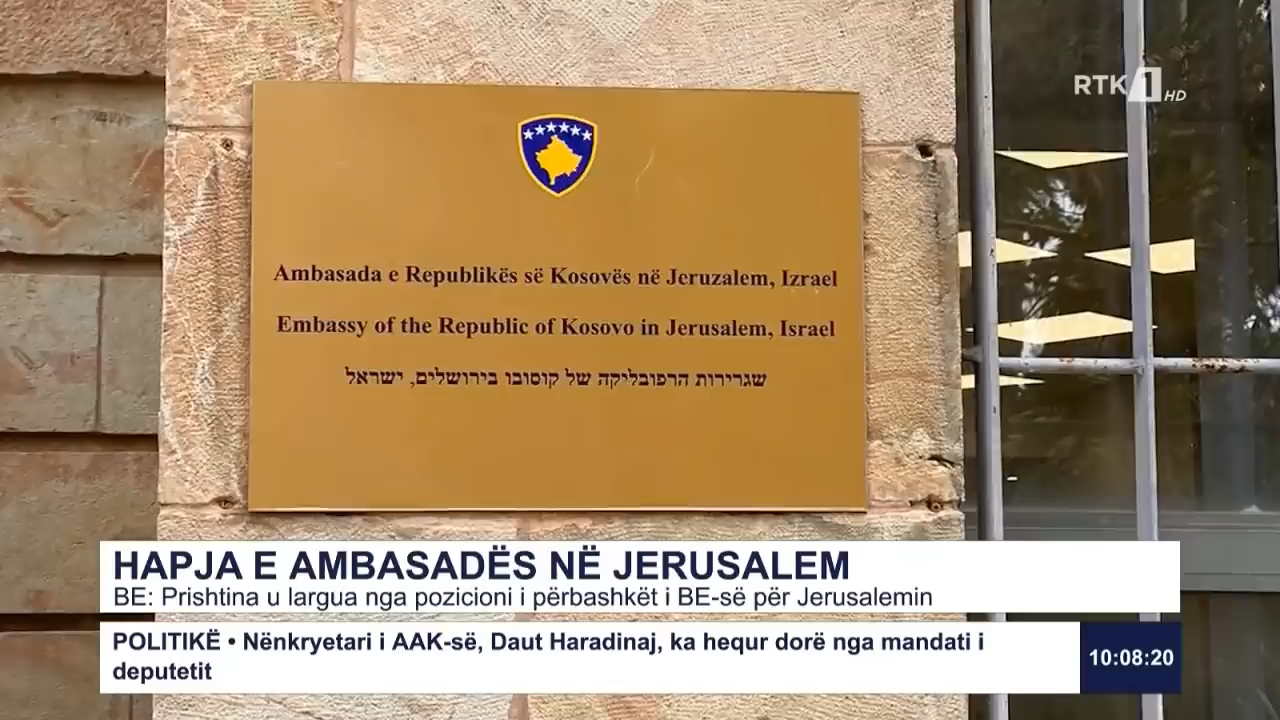 RTK 1 HD
Ambasada e Republikës së Kosovës në Jeruzalem, Izrael
Embassy of the Republic of Kosovo in Jerusalem, Israel
שגרירות הרפובליקה של קוסובו בירושלים, ישראל
HAPJA E AMBASADËS NË JERUSALEM
BE: Prishtina u largua nga pozicioni i përbashkët i BE-së për Jerusalemin
POLITIKË • Nënkryetari i AAK-së, Daut Haradinaj, ka hequr dorë nga mandati i
deputetit
10:08:20